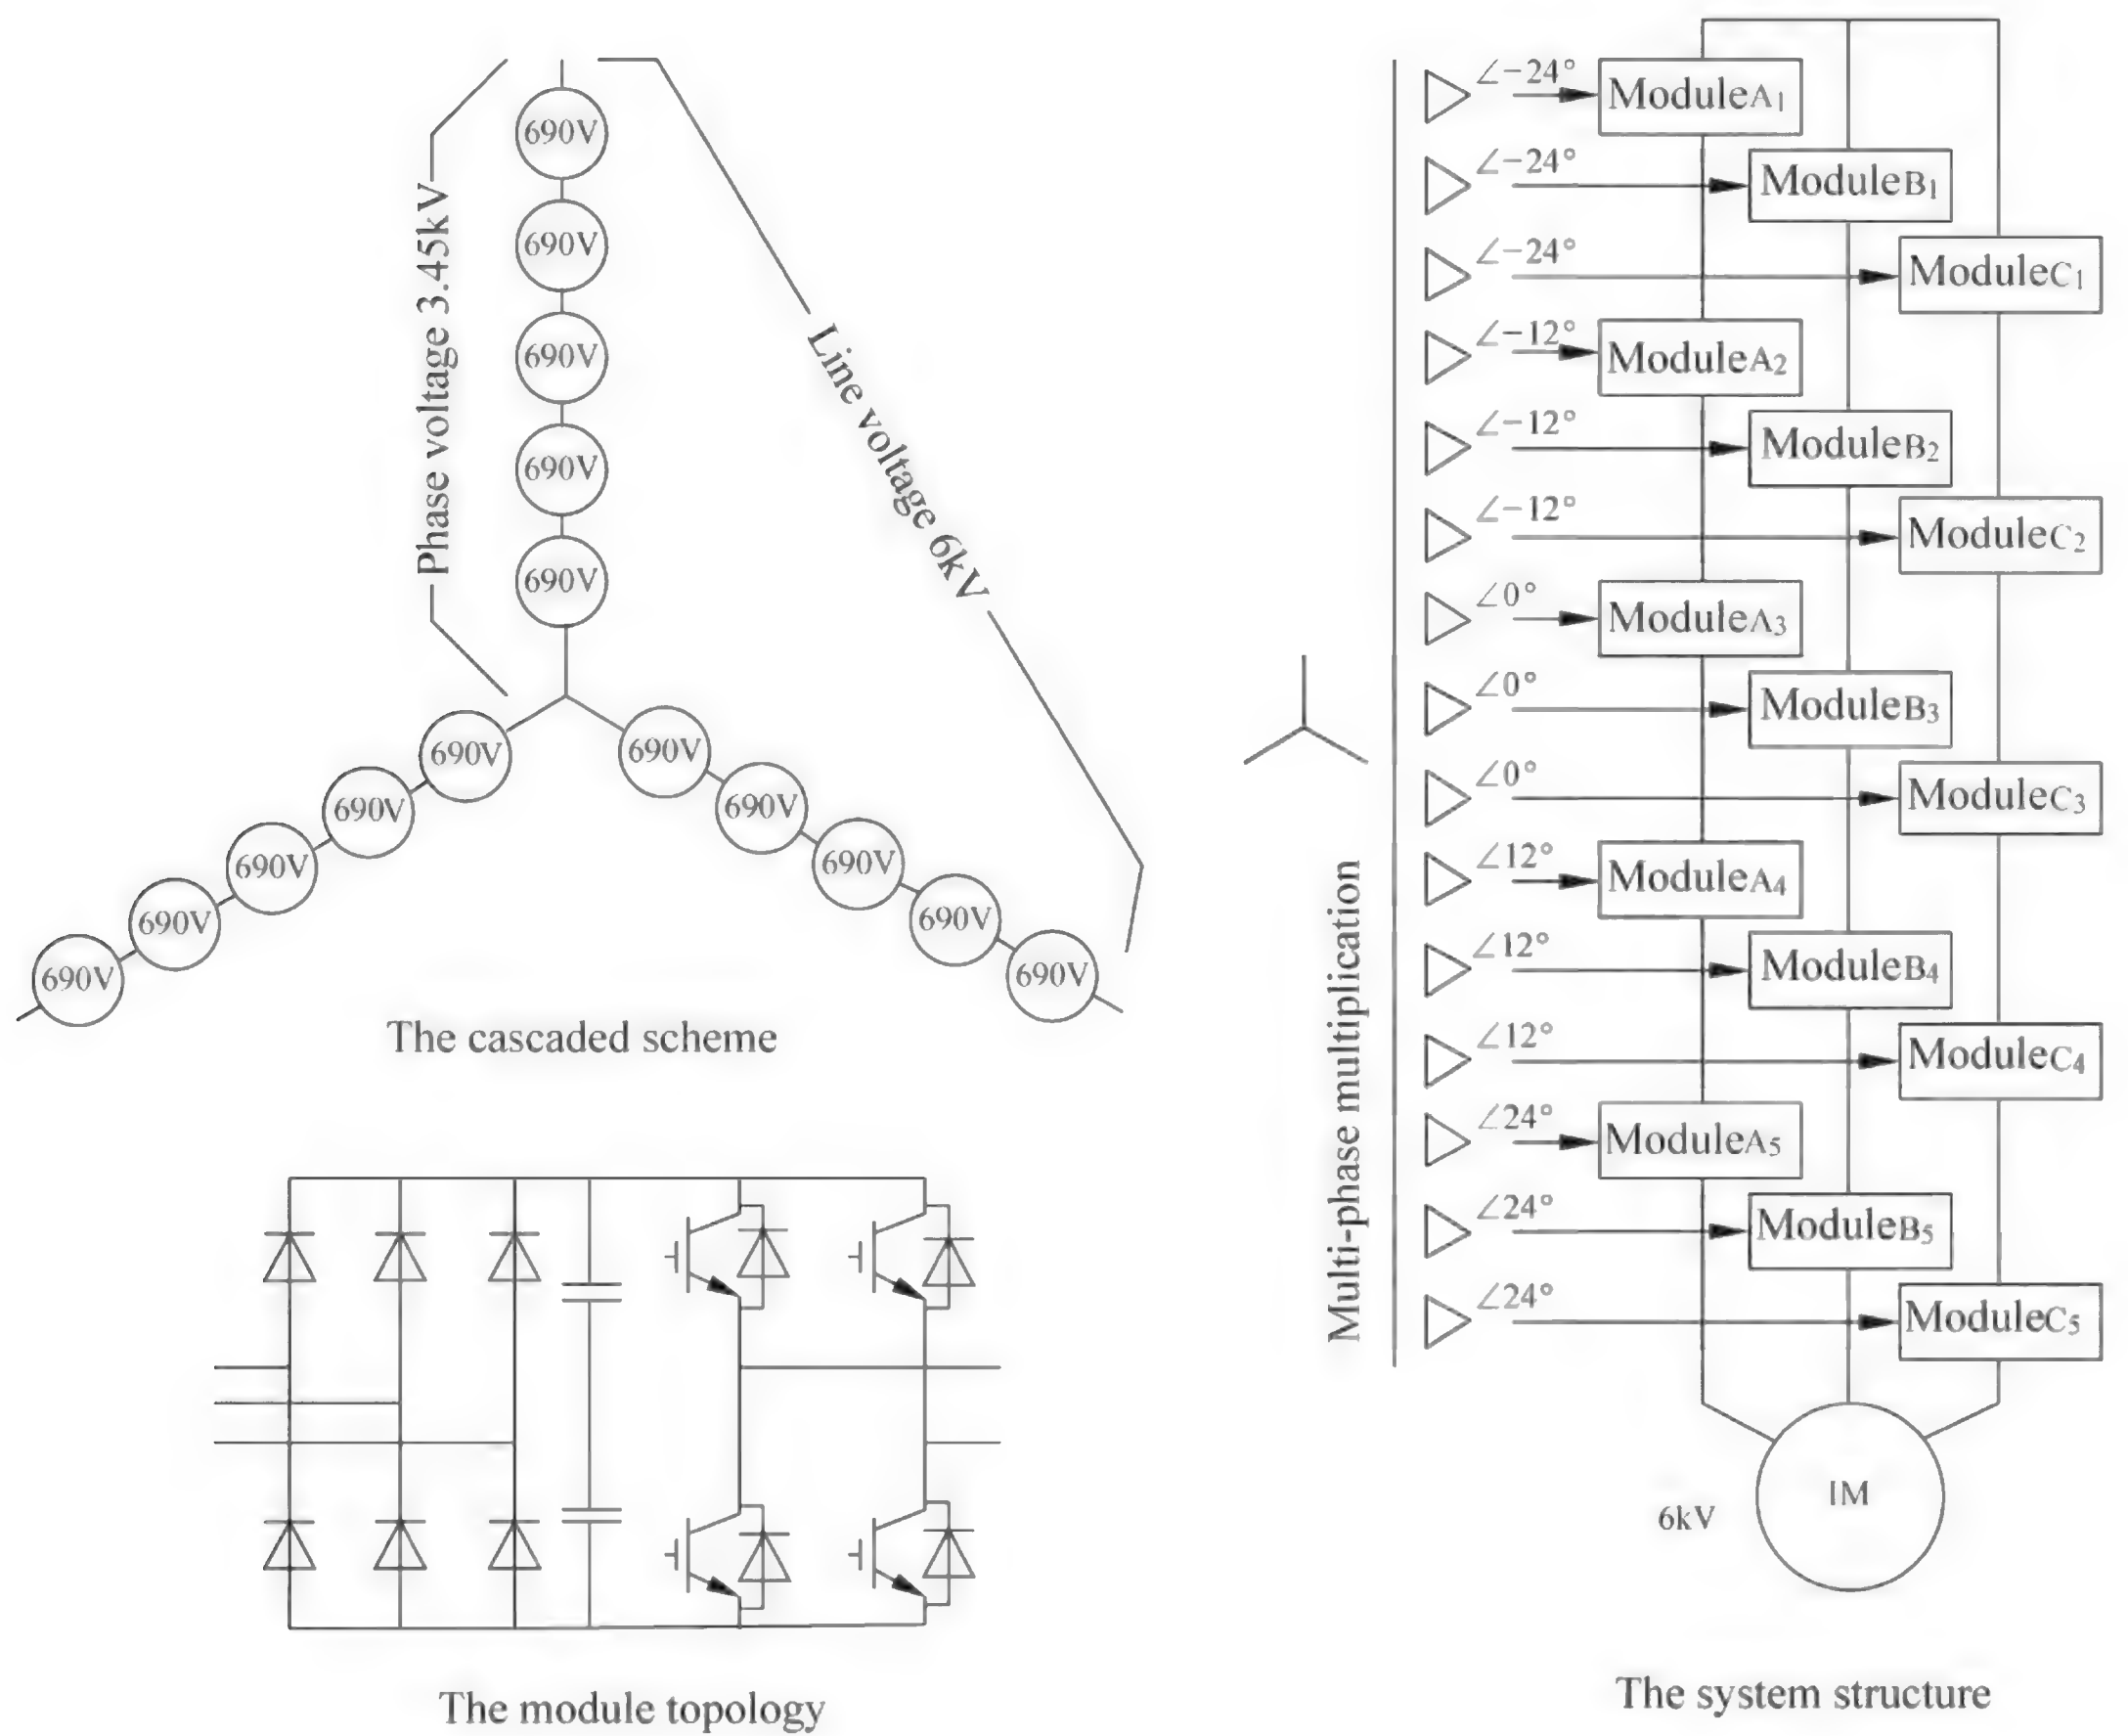 690V
690V
690V
690V
690V
Phase voltage 3.45kV
Line voltage 6kV
690V
690V
690V
690V
690V
690V
690V
690V
690V
690V
The cascaded scheme
The module topology
Multi-phase multiplication
∠-24° ModuleA1
∠-24° ModuleB1
∠-24° ModuleC1
∠-12° ModuleA2
∠-12° ModuleB2
∠-12° ModuleC2
∠0° ModuleA3
∠0° ModuleB3
∠0° ModuleC3
∠12° ModuleA4
∠12° ModuleB4
∠12° ModuleC4
∠24° ModuleA5
∠24° ModuleB5
∠24° ModuleC5
IM
6kV
The system structure